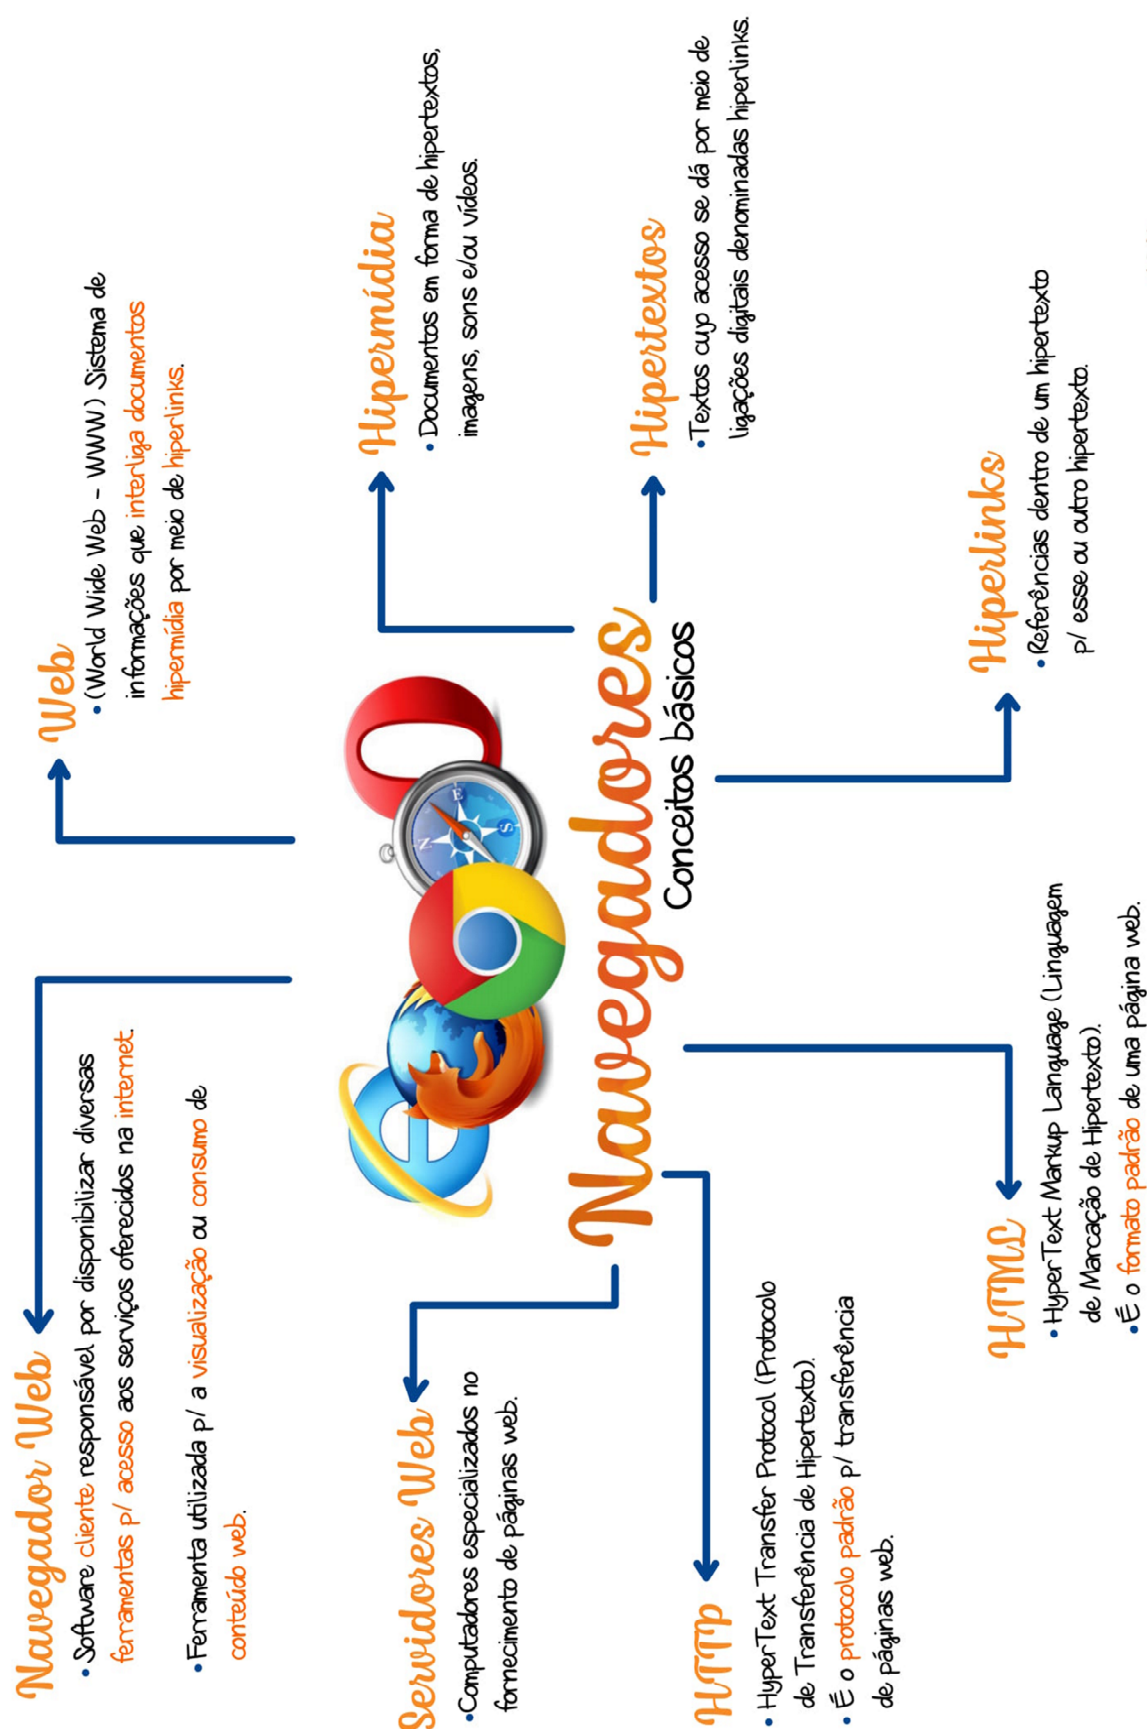 Navegador Web
• Software cliente responsável por disponibilizar diversas
ferramentas p/ acesso aos serviços oferecidos na internet.
• Ferramenta utilizada p/ a visualização ou consumo de
conteúdo web.
Web
• (World Wide Web - WWW) Sistema de
informações que interliga documentos
hipermídia por meio de hiperlinks.
Servidores Web
• Computadores especializados no
fornecimento de páginas web.
N
E
S
Navegadores
Conceitos básicos
Hipermídia
• Documentos em forma de hipertextos,
imagens, sons e/ou vídeos.
Hipertextos
• Textos cujo acesso se dá por meio de
ligações digitais denominadas hiperlinks.
HTTP
• HyperText Transfer Protocol (Protocolo
de Transferência de Hipertexto).
• É o protocolo padrão p/ transferência
de páginas web.
HTML
• HyperText Markup Language (Linguagem
de Marcação de Hipertexto).
• É o formato padrão de uma página web.
Hiperlinks
• Referências dentro de um hipertexto
p/ esse ou outro hipertexto.